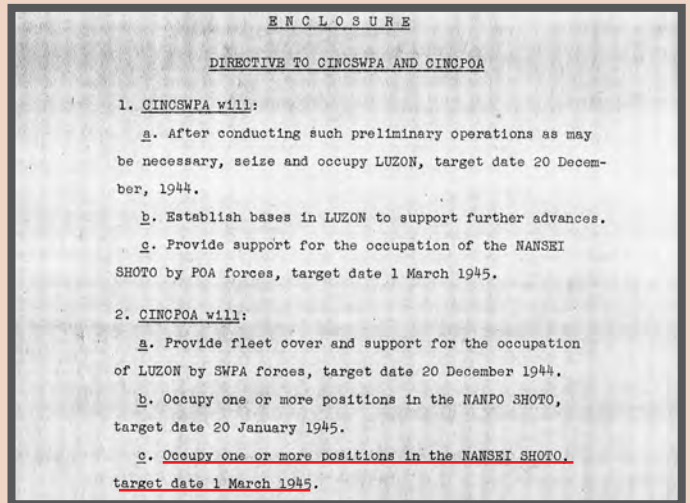 ENCLOSURE
DIRECTIVE TO CINCSWPA AND CINCPOA
1. CINCSWPA will:
a. After conducting such preliminary operations as may
be necessary, seize and occupy LUZON, target date 20 Decem-
ber, 1944.
b. Establish bases in LUZON to support further advances.
c. Provide support for the occupation of the NANSEI
SHOTO by POA forces, target date 1 March 1945.
2. CINCPOA will:
a. Provide fleet cover and support for the occupation
of LUZON by SWPA forces, target date 20 December 1944.
b. Occupy one or more positions in the NANPO SHOTO,
target date 20 January 1945.
c. Occupy one or more positions in the NANSEI SHOTO,
target date 1 March 1945.